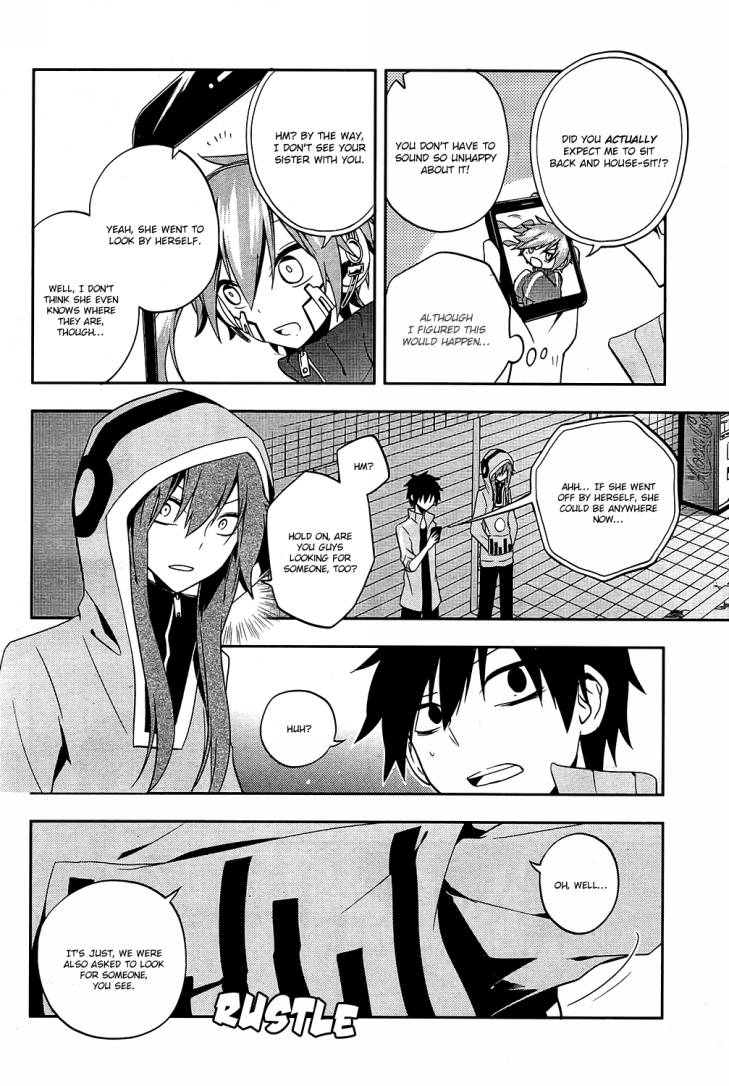 DID YOU ACTUALLY
EXPECT ME TO SIT
BACK AND HOUSE-SIT!?
YOU DON'T HAVE TO
SOUND SO UNHAPPY
ABOUT IT!
ALTHOUGH
I FIGURED THIS
WOULD HAPPEN...
HM? BY THE WAY,
I DON'T SEE YOUR
SISTER WITH YOU.
YEAH, SHE WENT TO
LOOK BY HERSELF.
WELL, I DON'T
THINK SHE EVEN
KNOWS WHERE
THEY ARE,
THOUGH...
AHH... IF SHE WENT
OFF BY HERSELF, SHE
COULD BE ANYWHERE
NOW...
HM?
HOLD ON, ARE
YOU GUYS
LOOKING FOR
SOMEONE, TOO?
HUH?
OH, WELL...
IT'S JUST, WE WERE
ALSO ASKED TO LOOK
FOR SOMEONE,
YOU SEE.
RUSTLE